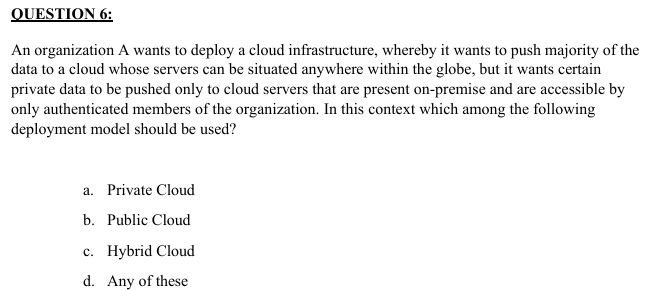 QUESTION 6:
An organization A wants to deploy a cloud infrastructure, whereby it wants to push majority of the
data to a cloud whose servers can be situated anywhere within the globe, but it wants certain
private data to be pushed only to cloud servers that are present on-premise and are accessible by
only authenticated members of the organization. In this context which among the following
deployment model should be used?
a. Private Cloud
b. Public Cloud
c. Hybrid Cloud
d. Any of these